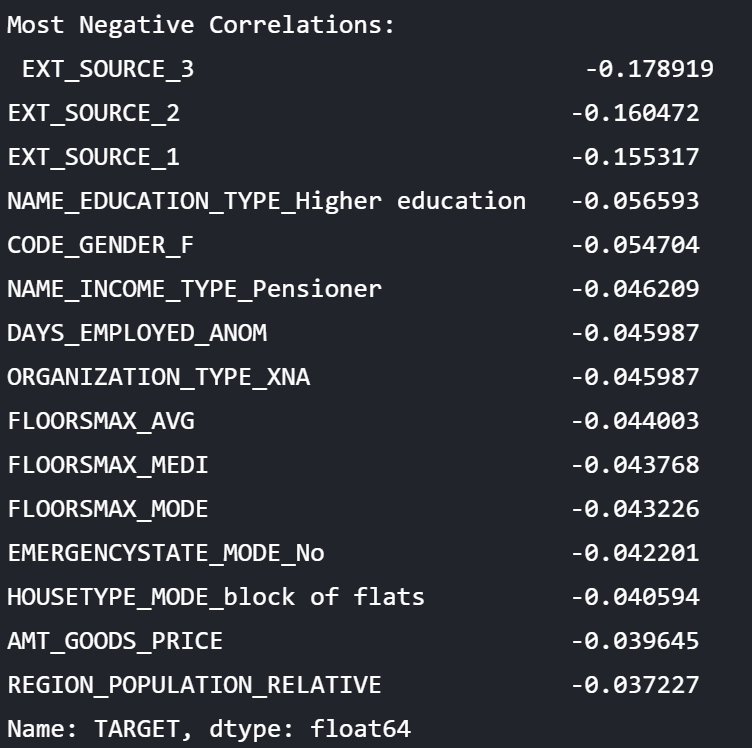 Most Negative Correlations:
 EXT_SOURCE_3                           -0.178919
EXT_SOURCE_2                           -0.160472
EXT_SOURCE_1                           -0.155317
NAME_EDUCATION_TYPE_Higher education   -0.056593
CODE_GENDER_F                          -0.054704
NAME_INCOME_TYPE_Pensioner             -0.046209
DAYS_EMPLOYED_ANOM                     -0.045987
ORGANIZATION_TYPE_XNA                  -0.045987
FLOORSMAX_AVG                          -0.044003
FLOORSMAX_MEDI                         -0.043768
FLOORSMAX_MODE                         -0.043226
EMERGENCYSTATE_MODE_No                 -0.042201
HOUSETYPE_MODE_block of flats          -0.040594
AMT_GOODS_PRICE                        -0.039645
REGION_POPULATION_RELATIVE             -0.037227
Name: TARGET, dtype: float64